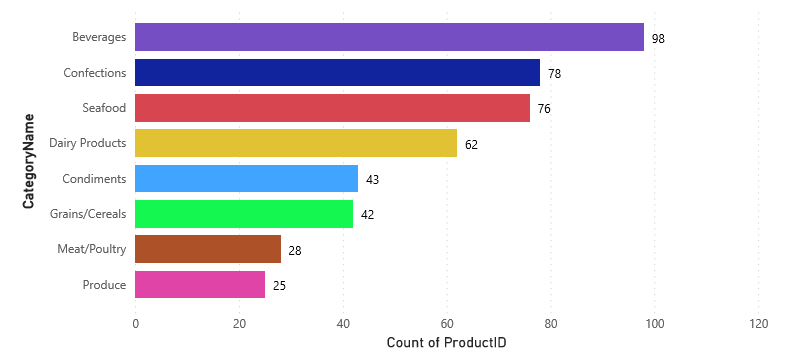 CategoryName
Beverages 98
Confections 78
Seafood 76
Dairy Products 62
Condiments 43
Grains/Cereals 42
Meat/Poultry 28
Produce 25
0 20 40 60 80 100 120
Count of ProductID